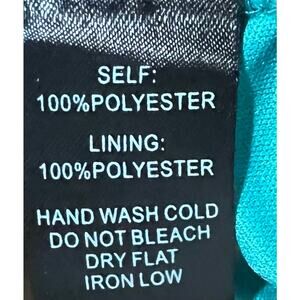 SELF:
100%POLYESTER
LINING:
100%POLYESTER
HAND WASH COLD
DO NOT BLEACH
DRY FLAT
IRON LOW